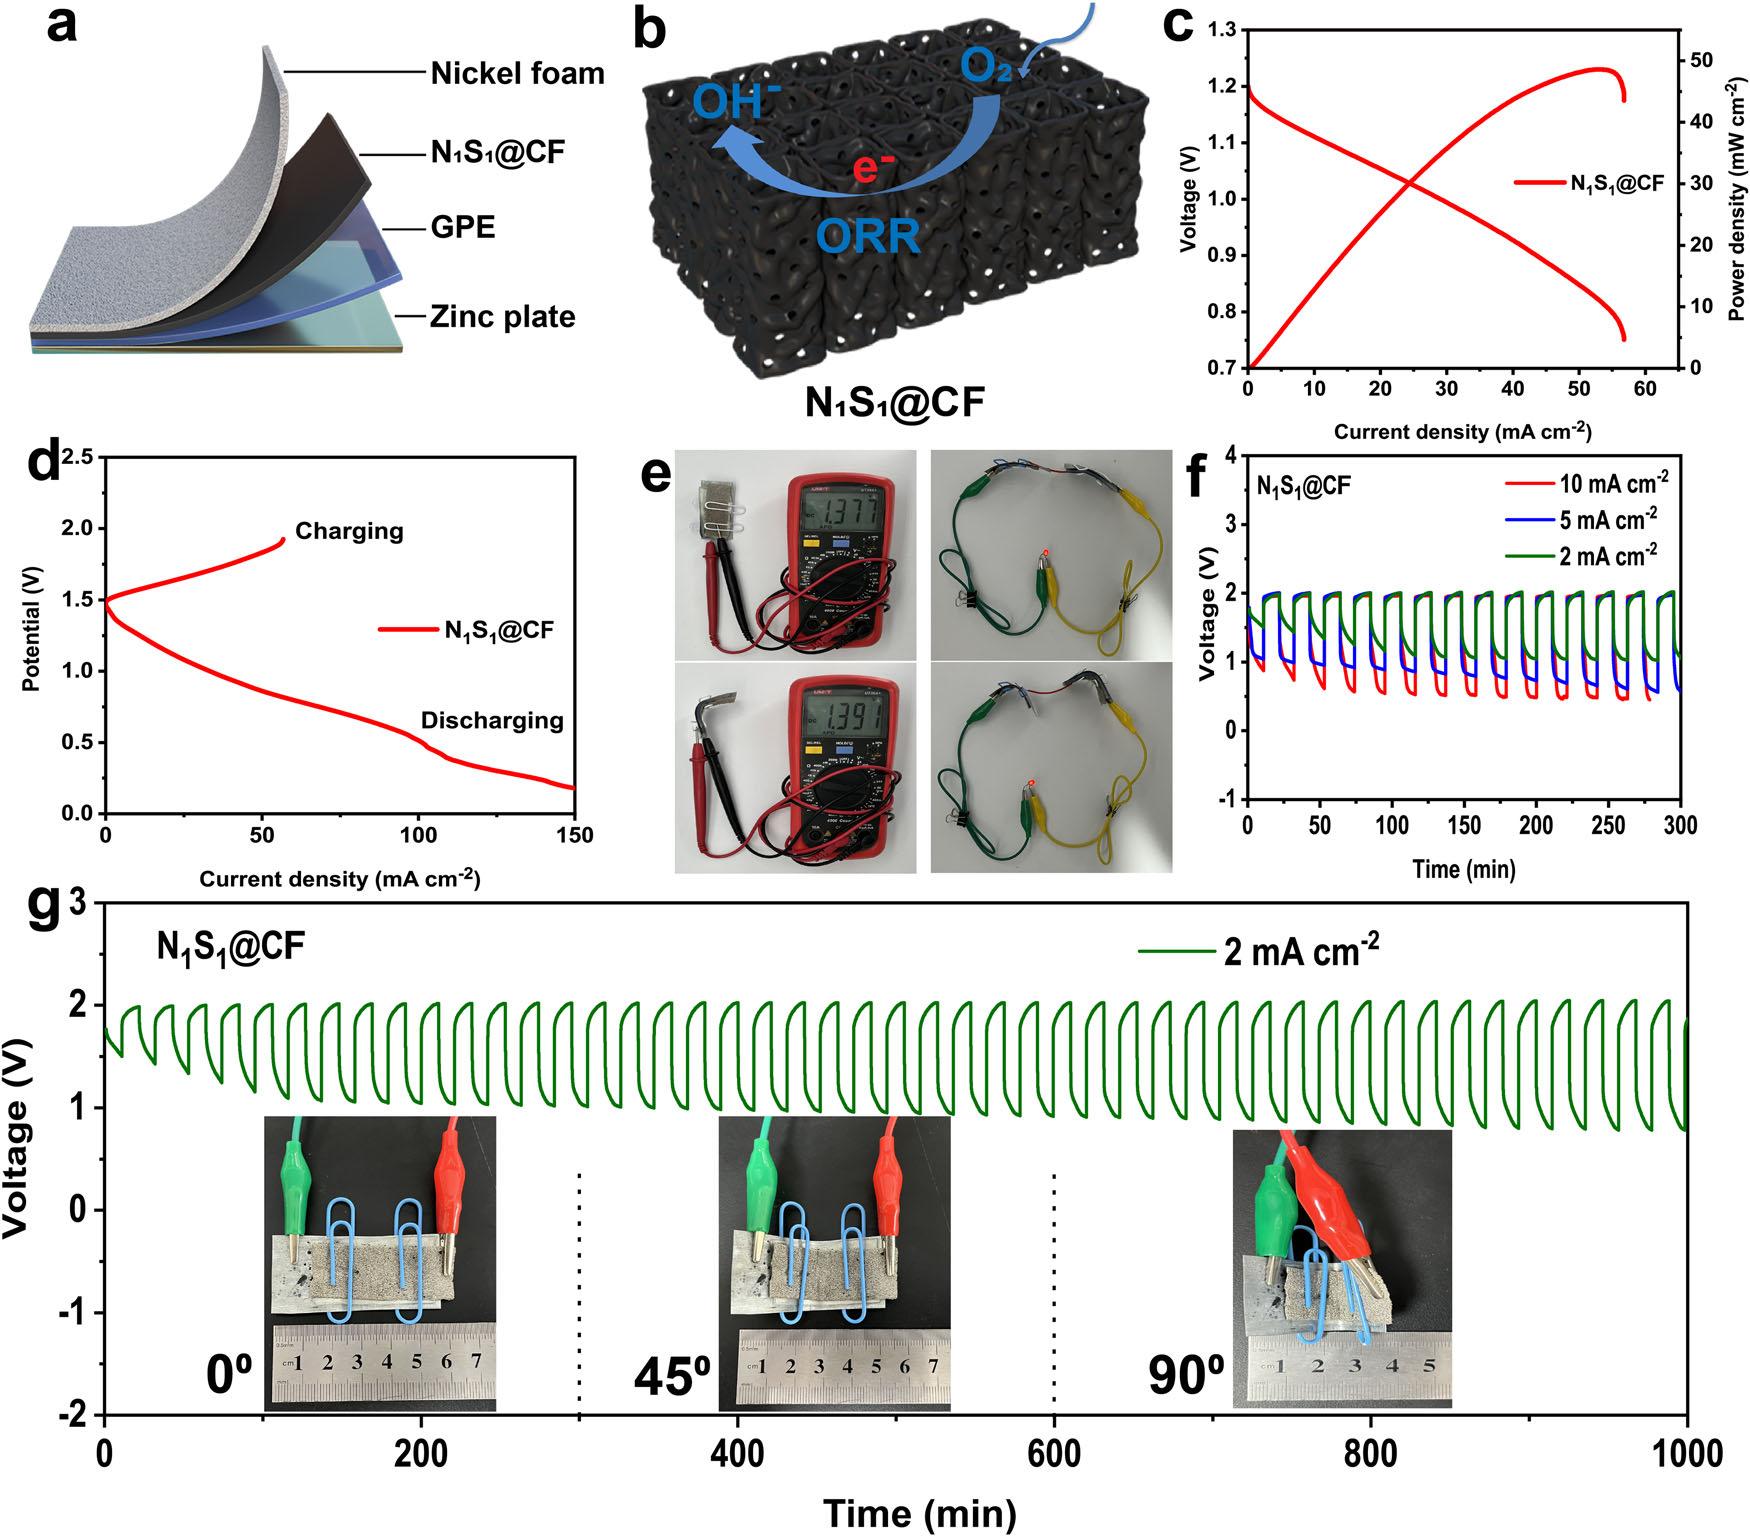 a
Nickel foam
N₁S₁@CF
GPE
Zinc plate
b
O₂
OH⁻
e⁻
ORR
N₁S₁@CF
c
1.3
1.2
1.1
1.0
0.9
0.8
0.7
Voltage (V)
50
40
30
20
10
0
Power density (mW cm⁻²)
N₁S₁@CF
0 10 20 30 40 50 60
Current density (mA cm⁻²)
d
2.5
2.0
1.5
1.0
0.5
0.0
Potential (V)
Charging
N₁S₁@CF
Discharging
0 50 100 150
Current density (mA cm⁻²)
e
UNI-T
1.377
UNI-T
1.391
f
4
3
2
1
0
-1
Voltage (V)
N₁S₁@CF
10 mA cm⁻²
5 mA cm⁻²
2 mA cm⁻²
0 50 100 150 200 250 300
Time (min)
g
3
2
1
0
-1
-2
Voltage (V)
N₁S₁@CF
2 mA cm⁻²
0º
cm 1 2 3 4 5 6 7
45º
cm 1 2 3 4 5 6 7
90º
cm 1 2 3 4 5
0 200 400 600 800 1000
Time (min)